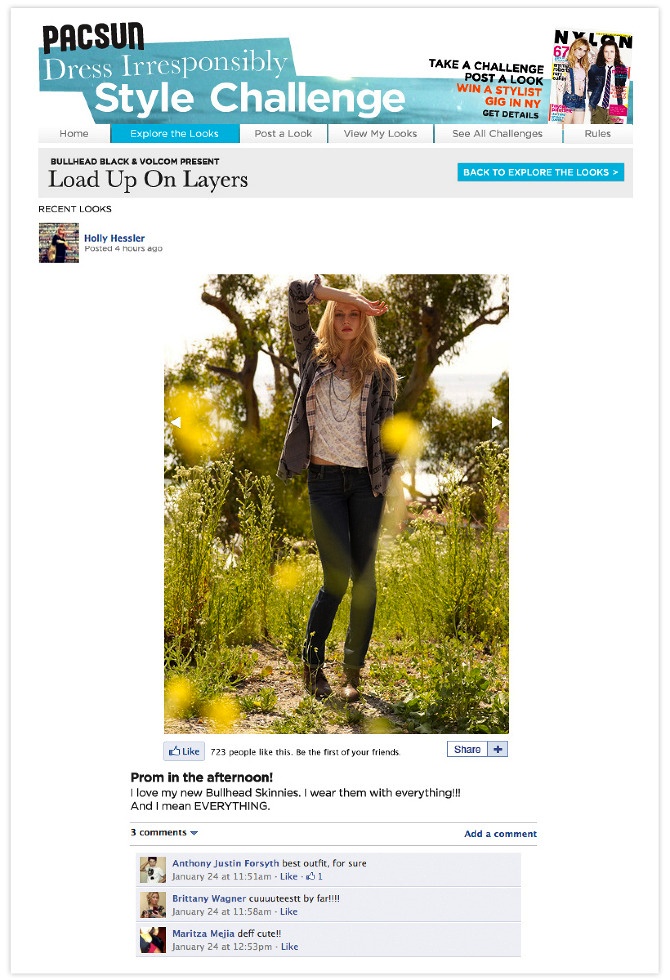 PACSUN
Dress Irresponsibly
Style Challenge
TAKE A CHALLENGE
POST A LOOK
WIN A STYLIST
GIG IN NY
GET DETAILS
NYLON
67
Home
Explore the Looks
Post a Look
View My Looks
See All Challenges
Rules
BULLHEAD BLACK & VOLCOM PRESENT
Load Up On Layers
BACK TO EXPLORE THE LOOKS >
RECENT LOOKS
Holly Hessler
Posted 4 hours ago
Like 723 people like this. Be the first of your friends.
Share +
Prom in the afternoon!
I love my new Bullhead Skinnies. I wear them with everything!!!
And I mean EVERYTHING.
3 comments
Add a comment
Anthony Justin Forsyth best outfit, for sure
January 24 at 11:51am · Like · 1
Brittany Wagner cuuuteestt by far!!!!
January 24 at 11:58am · Like
Maritza Mejia deff cute!!
January 24 at 12:53pm · Like